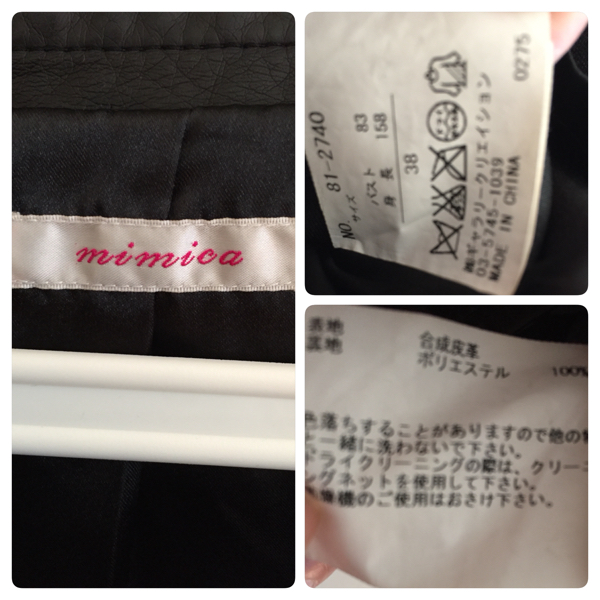 mimica
NO. 81-2740
サイズ
バスト 83
身長 158
38
㈱ギャラリークリエイション
03-5745-1039
MADE IN CHINA
0275
表地 合成皮革
裏地 ポリエステル 100%
色落ちすることがありますので他の
と一緒に洗わないで下さい。
ドライクリーニングの際は、クリーニ
ングネットを使用して下さい。
機のご使用はおさけ下さい。